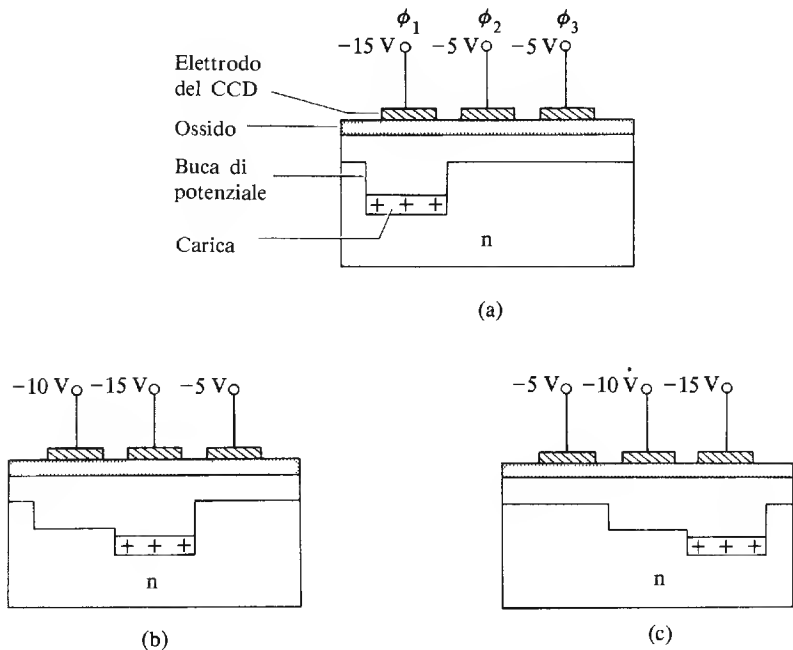 ϕ1 ϕ2 ϕ3
−15 V −5 V −5 V
Elettrodo
del CCD
Ossido
Buca di
potenziale
+ + +
Carica
n
(a)
−10 V −15 V −5 V
+ + +
n
(b)
−5 V −10 V −15 V
+ + +
n
(c)